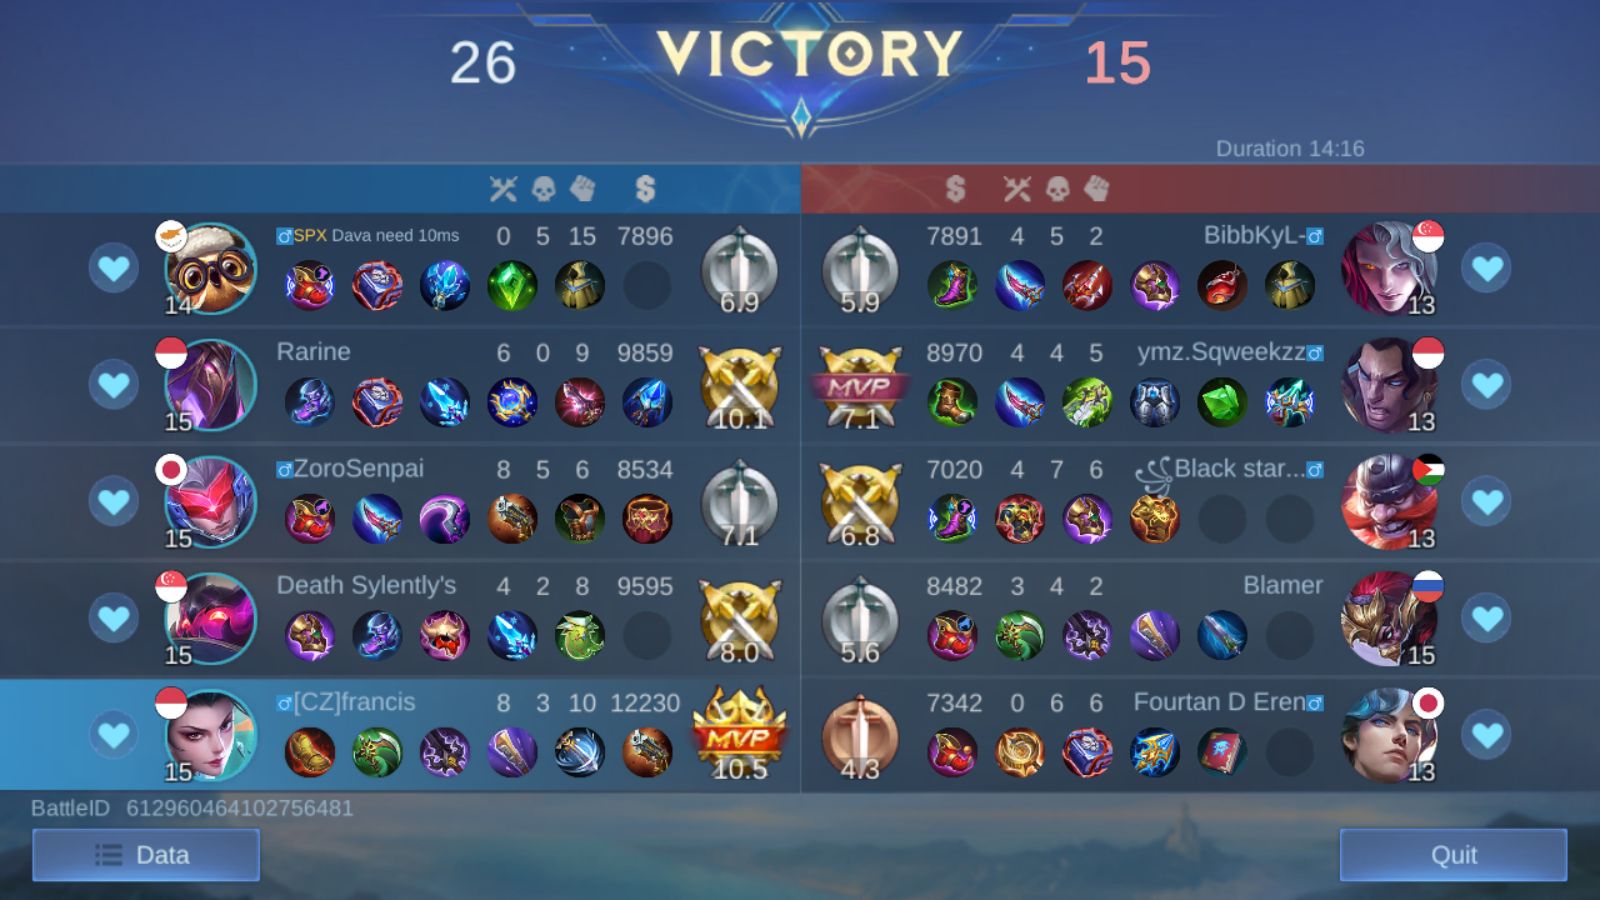 26 VICTORY 15
Duration 14:16
SPX Dava need 10ms 0 5 15 7896
14 6.9
7891 4 5 2 BibbKyL-
5.9 13
Rarine 6 0 9 9859
15 10.1
8970 4 4 5 ymz.Sqweekzz
MVP
7.1 13
ZoroSenpai 8 5 6 8534
15 7.1
7020 4 7 6 Black star...
6.8 13
Death Sylently's 4 2 8 9595
15 8.0
8482 3 4 2 Blamer
5.6 15
[CZ]francis 8 3 10 12230
MVP
15 10.5
7342 0 6 6 Fourtan D Eren
4.3 13
BattleID 612960464102756481
Data
Quit